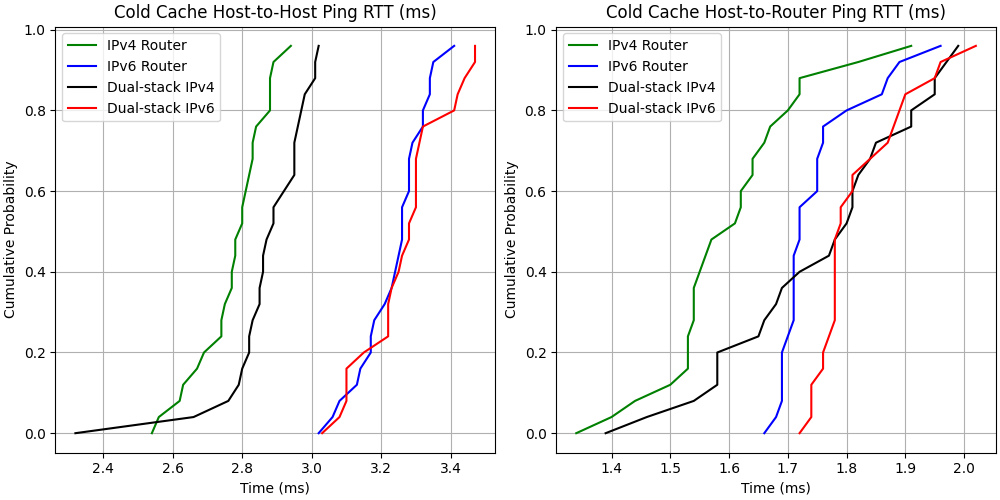 Cold Cache Host-to-Host Ping RTT (ms)
1.0
0.8
0.6
0.4
0.2
0.0
Cumulative Probability
IPv4 Router
IPv6 Router
Dual-stack IPv4
Dual-stack IPv6
2.4 2.6 2.8 3.0 3.2 3.4
Time (ms)
Cold Cache Host-to-Router Ping RTT (ms)
1.0
0.8
0.6
0.4
0.2
0.0
Cumulative Probability
IPv4 Router
IPv6 Router
Dual-stack IPv4
Dual-stack IPv6
1.4 1.5 1.6 1.7 1.8 1.9 2.0
Time (ms)